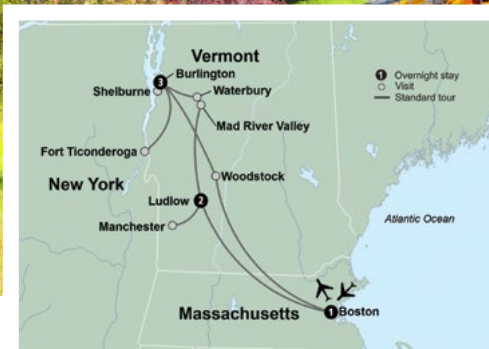 Vermont
Burlington
3
Shelburne
Waterbury
Mad River Valley
1 Overnight stay
Visit
Standard tour
Fort Ticonderoga
New York
Woodstock
Ludlow
2
Manchester
Atlantic Ocean
Massachusetts
1
Boston